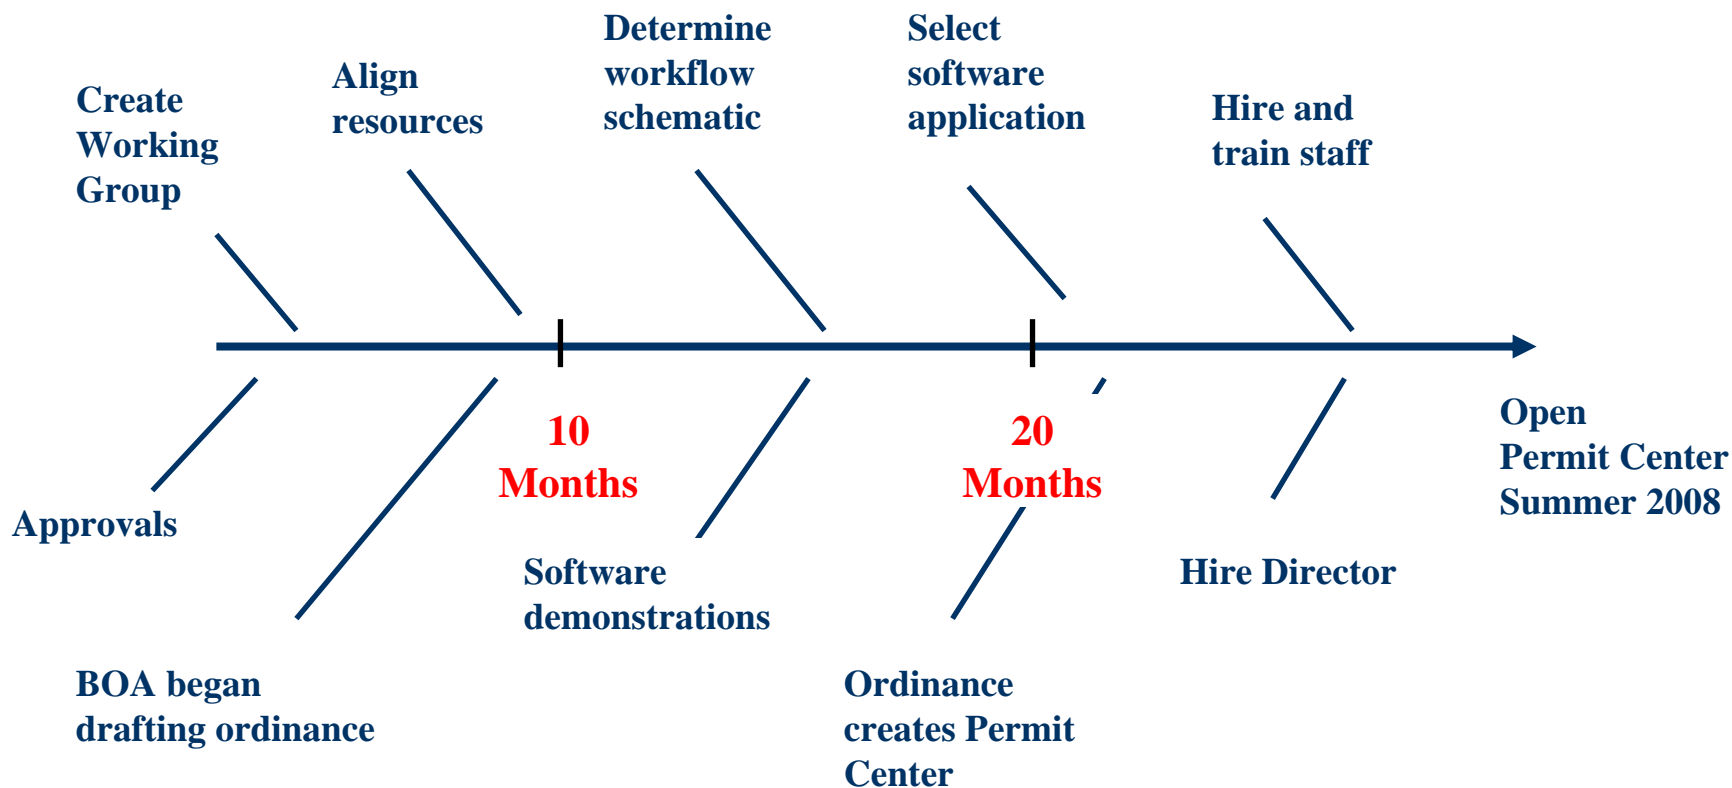 Create
Working
Group
Align
resources
Determine
workflow
schematic
Select
software
application
Hire and
train staff
10
Months
20
Months
Open
Permit Center
Summer 2008
Approvals
BOA began
drafting ordinance
Software
demonstrations
Ordinance
creates Permit
Center
Hire Director